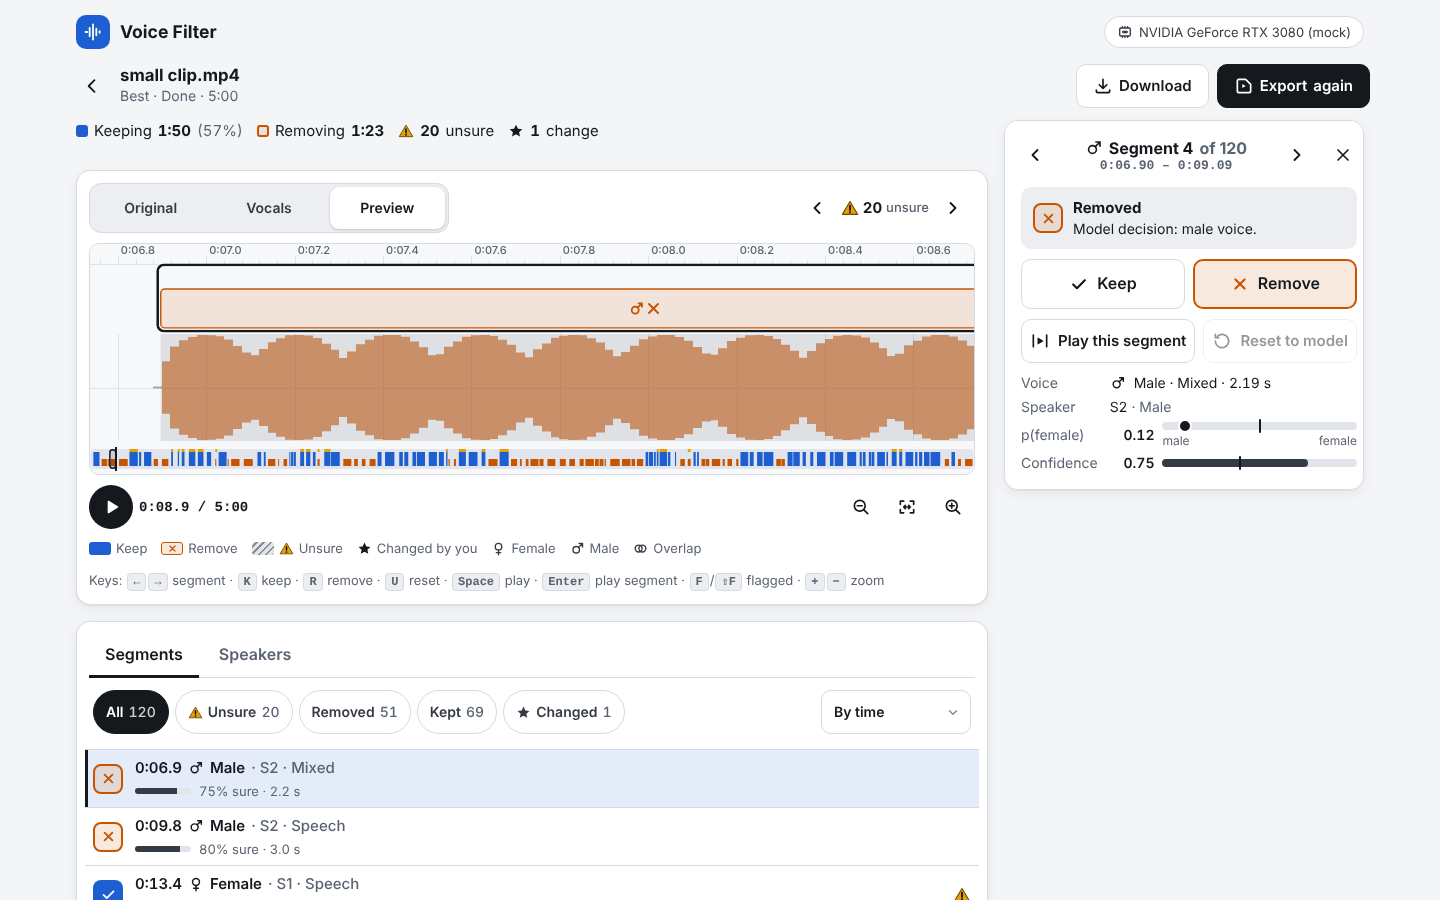 Voice Filter
NVIDIA GeForce RTX 3080 (mock)
small clip.mp4
Best · Done · 5:00
Download
Export again
Keeping 1:50 (57%) Removing 1:23 20 unsure 1 change
Original Vocals Preview
20 unsure
0:06.8 0:07.0 0:07.2 0:07.4 0:07.6 0:07.8 0:08.0 0:08.2 0:08.4 0:08.6
0:08.9 / 5:00
Keep Remove Unsure Changed by you Female Male Overlap
Keys: ← → segment · K keep · R remove · U reset · Space play · Enter play segment · F / ⇧F flagged · + − zoom
Segment 4 of 120
0:06.90 – 0:09.09
Removed
Model decision: male voice.
Keep Remove
Play this segment Reset to model
Voice Male · Mixed · 2.19 s
Speaker S2 · Male
p(female) 0.12
male female
Confidence 0.75
Segments Speakers
All 120 Unsure 20 Removed 51 Kept 69 Changed 1
By time
0:06.9 Male · S2 · Mixed
75% sure · 2.2 s
0:09.8 Male · S2 · Speech
80% sure · 3.0 s
0:13.4 Female · S1 · Speech